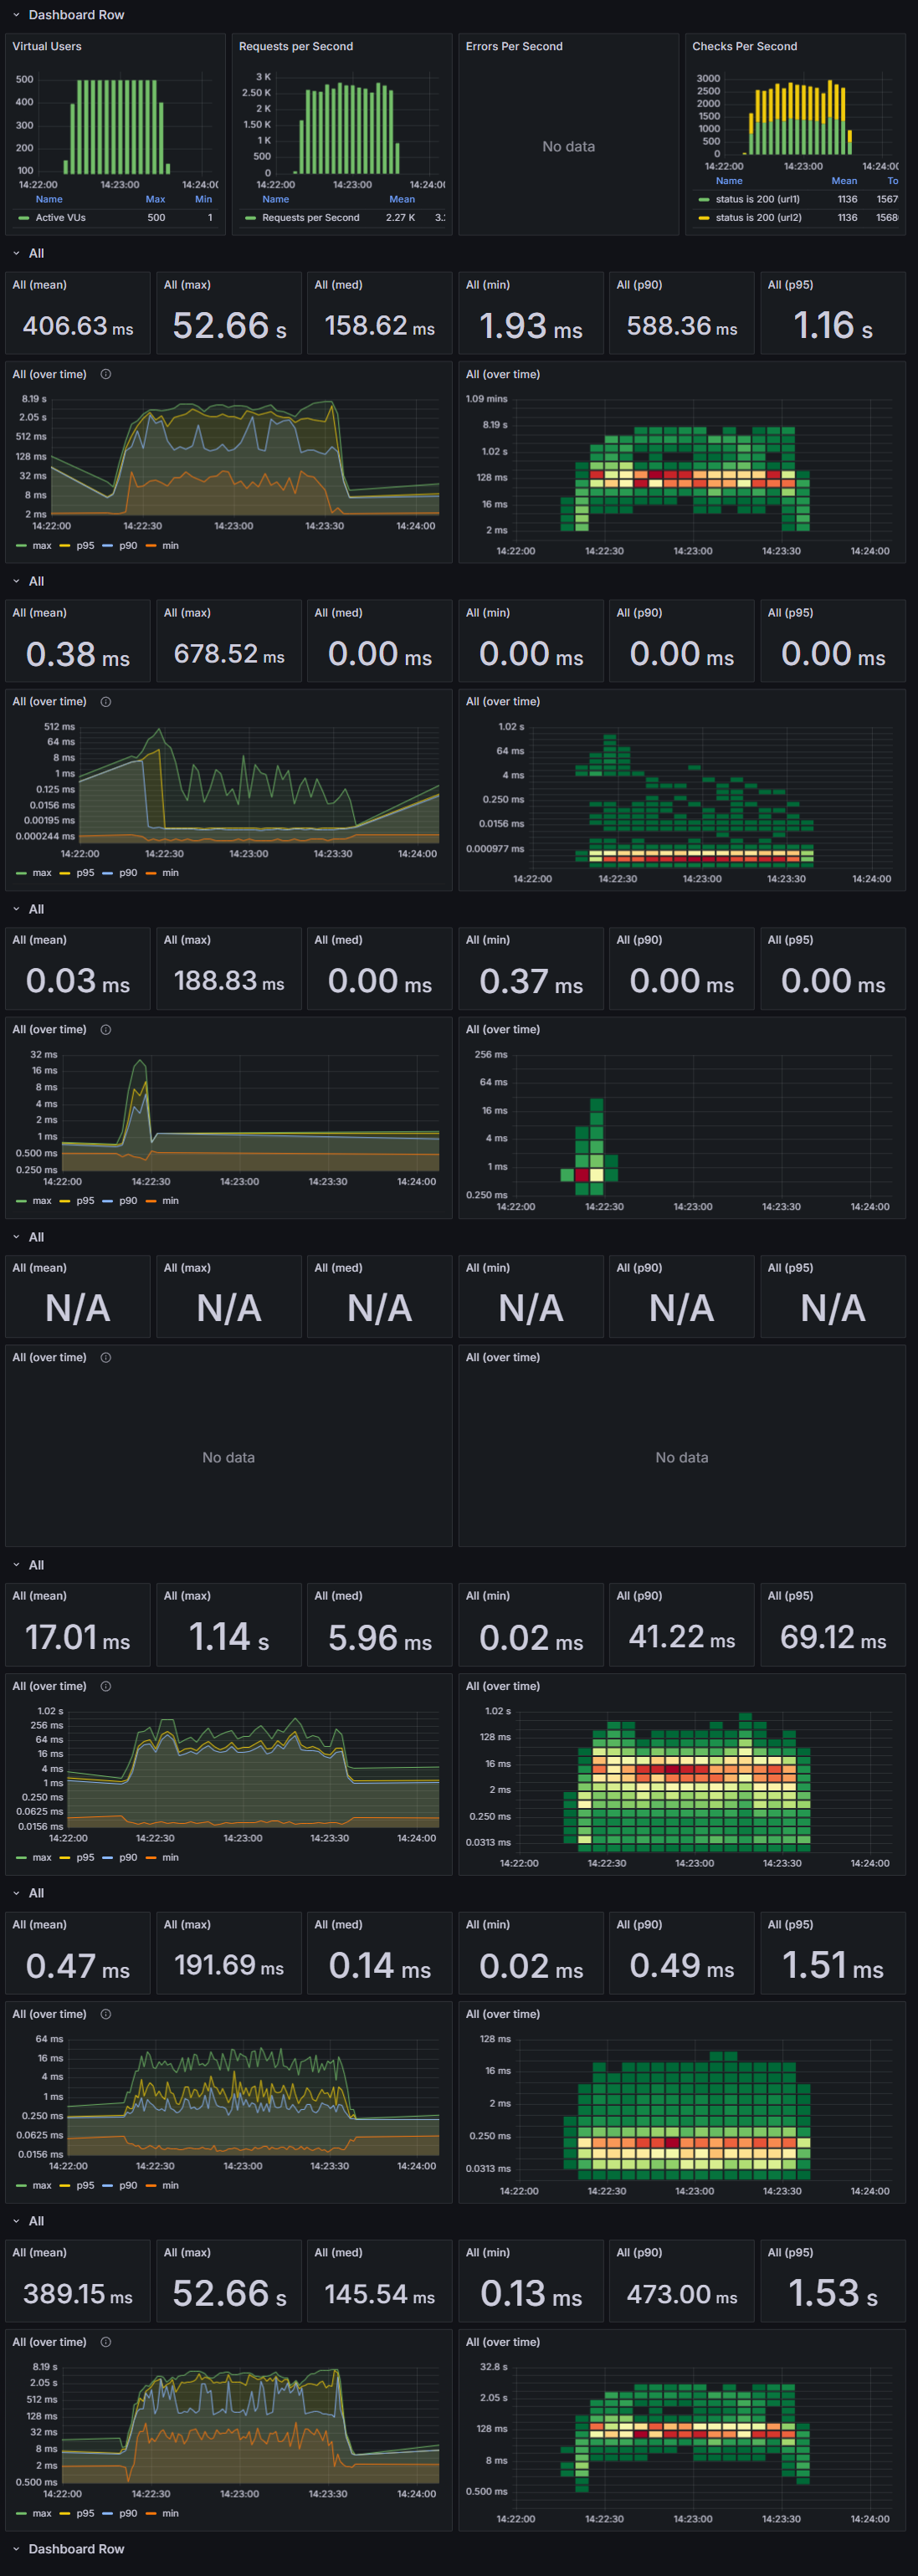 Dashboard Row
Virtual Users
500
400
300
200
100
14:22:00 14:23:00 14:24:0
Name Max Min
Active VUs 500 1
Requests per Second
3 K
2.50 K
2 K
1.50 K
1 K
500
0
14:22:00 14:23:00 14:24:0
Name Mean
Requests per Second 2.27 K 3.
Errors Per Second
No data
Checks Per Second
3000
2500
2000
1500
1000
500
0
14:22:00 14:23:00 14:24:00
Name Mean To
status is 200 (url1) 1136 1567
status is 200 (url2) 1136 1568
All
All (mean)
406.63 ms
All (max)
52.66 s
All (med)
158.62 ms
All (min)
1.93 ms
All (p90)
588.36 ms
All (p95)
1.16 s
All (over time)
8.19 s
2.05 s
512 ms
128 ms
32 ms
8 ms
2 ms
14:22:00 14:22:30 14:23:00 14:23:30 14:24:00
max p95 p90 min
All (over time)
1.09 mins
8.19 s
1.02 s
128 ms
16 ms
2 ms
14:22:00 14:22:30 14:23:00 14:23:30 14:24:00
All
All (mean)
0.38 ms
All (max)
678.52 ms
All (med)
0.00 ms
All (min)
0.00 ms
All (p90)
0.00 ms
All (p95)
0.00 ms
All (over time)
512 ms
64 ms
8 ms
1 ms
0.125 ms
0.0156 ms
0.00195 ms
0.000244 ms
14:22:00 14:22:30 14:23:00 14:23:30 14:24:00
max p95 p90 min
All (over time)
1.02 s
64 ms
4 ms
0.250 ms
0.0156 ms
0.000977 ms
14:22:00 14:22:30 14:23:00 14:23:30 14:24:00
All
All (mean)
0.03 ms
All (max)
188.83 ms
All (med)
0.00 ms
All (min)
0.37 ms
All (p90)
0.00 ms
All (p95)
0.00 ms
All (over time)
32 ms
16 ms
8 ms
4 ms
2 ms
1 ms
0.500 ms
0.250 ms
14:22:00 14:22:30 14:23:00 14:23:30 14:24:00
max p95 p90 min
All (over time)
256 ms
64 ms
16 ms
4 ms
1 ms
0.250 ms
14:22:00 14:22:30 14:23:00 14:23:30 14:24:00
All
All (mean)
N/A
All (max)
N/A
All (med)
N/A
All (min)
N/A
All (p90)
N/A
All (p95)
N/A
All (over time)
No data
All (over time)
No data
All
All (mean)
17.01 ms
All (max)
1.14 s
All (med)
5.96 ms
All (min)
0.02 ms
All (p90)
41.22 ms
All (p95)
69.12 ms
All (over time)
1.02 s
256 ms
64 ms
16 ms
4 ms
1 ms
0.250 ms
0.0625 ms
0.0156 ms
14:22:00 14:22:30 14:23:00 14:23:30 14:24:00
max p95 p90 min
All (over time)
1.02 s
128 ms
16 ms
2 ms
0.250 ms
0.0313 ms
14:22:00 14:22:30 14:23:00 14:23:30 14:24:00
All
All (mean)
0.47 ms
All (max)
191.69 ms
All (med)
0.14 ms
All (min)
0.02 ms
All (p90)
0.49 ms
All (p95)
1.51 ms
All (over time)
64 ms
16 ms
4 ms
1 ms
0.250 ms
0.0625 ms
0.0156 ms
14:22:00 14:22:30 14:23:00 14:23:30 14:24:00
max p95 p90 min
All (over time)
128 ms
16 ms
2 ms
0.250 ms
0.0313 ms
14:22:00 14:22:30 14:23:00 14:23:30 14:24:00
All
All (mean)
389.15 ms
All (max)
52.66 s
All (med)
145.54 ms
All (min)
0.13 ms
All (p90)
473.00 ms
All (p95)
1.53 s
All (over time)
8.19 s
2.05 s
512 ms
128 ms
32 ms
8 ms
2 ms
0.500 ms
14:22:00 14:22:30 14:23:00 14:23:30 14:24:00
max p95 p90 min
All (over time)
32.8 s
2.05 s
128 ms
8 ms
0.500 ms
14:22:00 14:22:30 14:23:00 14:23:30 14:24:00
Dashboard Row